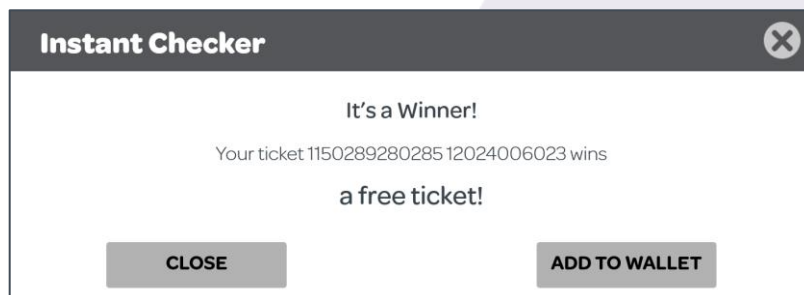 Instant Checker
It's a Winner!
Your ticket 1150289280285 12024006023 wins
a free ticket!
CLOSE
ADD TO WALLET